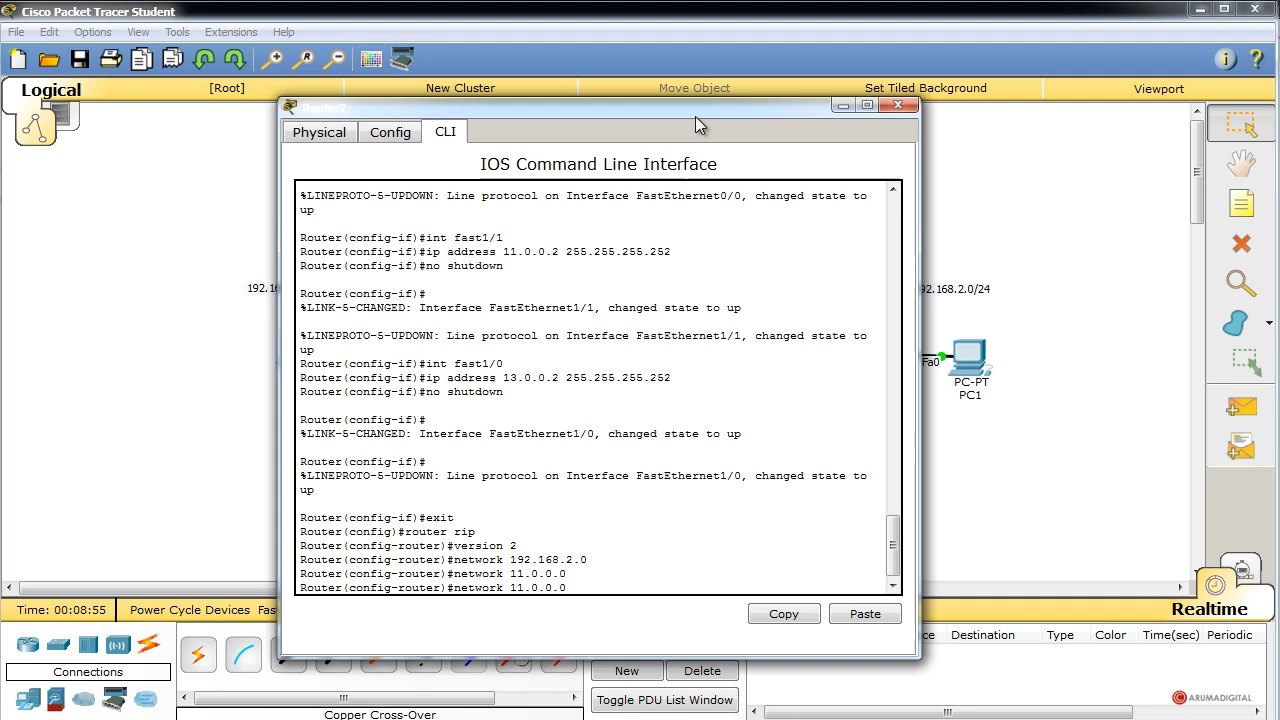 Cisco Packet Tracer Student
File Edit Options View Tools Extensions Help
Logical [Root] New Cluster Move Object Set Tiled Background Viewport
Router2
Physical Config CLI
IOS Command Line Interface
%LINEPROTO-5-UPDOWN: Line protocol on Interface FastEthernet0/0, changed state to
up
Router(config-if)#int fast1/1
Router(config-if)#ip address 11.0.0.2 255.255.255.252
Router(config-if)#no shutdown
Router(config-if)#
%LINK-5-CHANGED: Interface FastEthernet1/1, changed state to up
%LINEPROTO-5-UPDOWN: Line protocol on Interface FastEthernet1/1, changed state to
up
Router(config-if)#int fast1/0
Router(config-if)#ip address 13.0.0.2 255.255.255.252
Router(config-if)#no shutdown
Router(config-if)#
%LINK-5-CHANGED: Interface FastEthernet1/0, changed state to up
Router(config-if)#
%LINEPROTO-5-UPDOWN: Line protocol on Interface FastEthernet1/0, changed state to
up
Router(config-if)#exit
Router(config)#router rip
Router(config-router)#version 2
Router(config-router)#network 192.168.2.0
Router(config-router)#network 11.0.0.0
Router(config-router)#network 11.0.0.0
Copy Paste
192.16
92.168.2.0/24
Fa0
PC-PT
PC1
Time: 00:08:55 Power Cycle Devices Fas
Realtime
Connections
Copper Cross-Over
New Delete
Toggle PDU List Window
ce Destination Type Color Time(sec) Periodic
ARUMADIGITAL